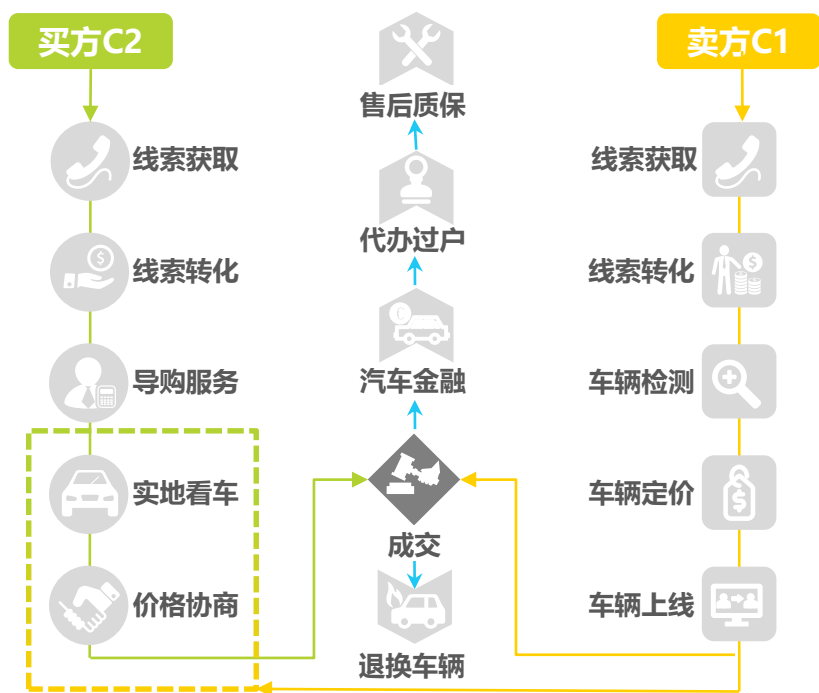 买方C2
卖方C1
售后质保
线索获取
线索获取
代办过户
线索转化
线索转化
汽车金融
导购服务
车辆检测
实地看车
车辆定价
成交
价格协商
车辆上线
退换车辆